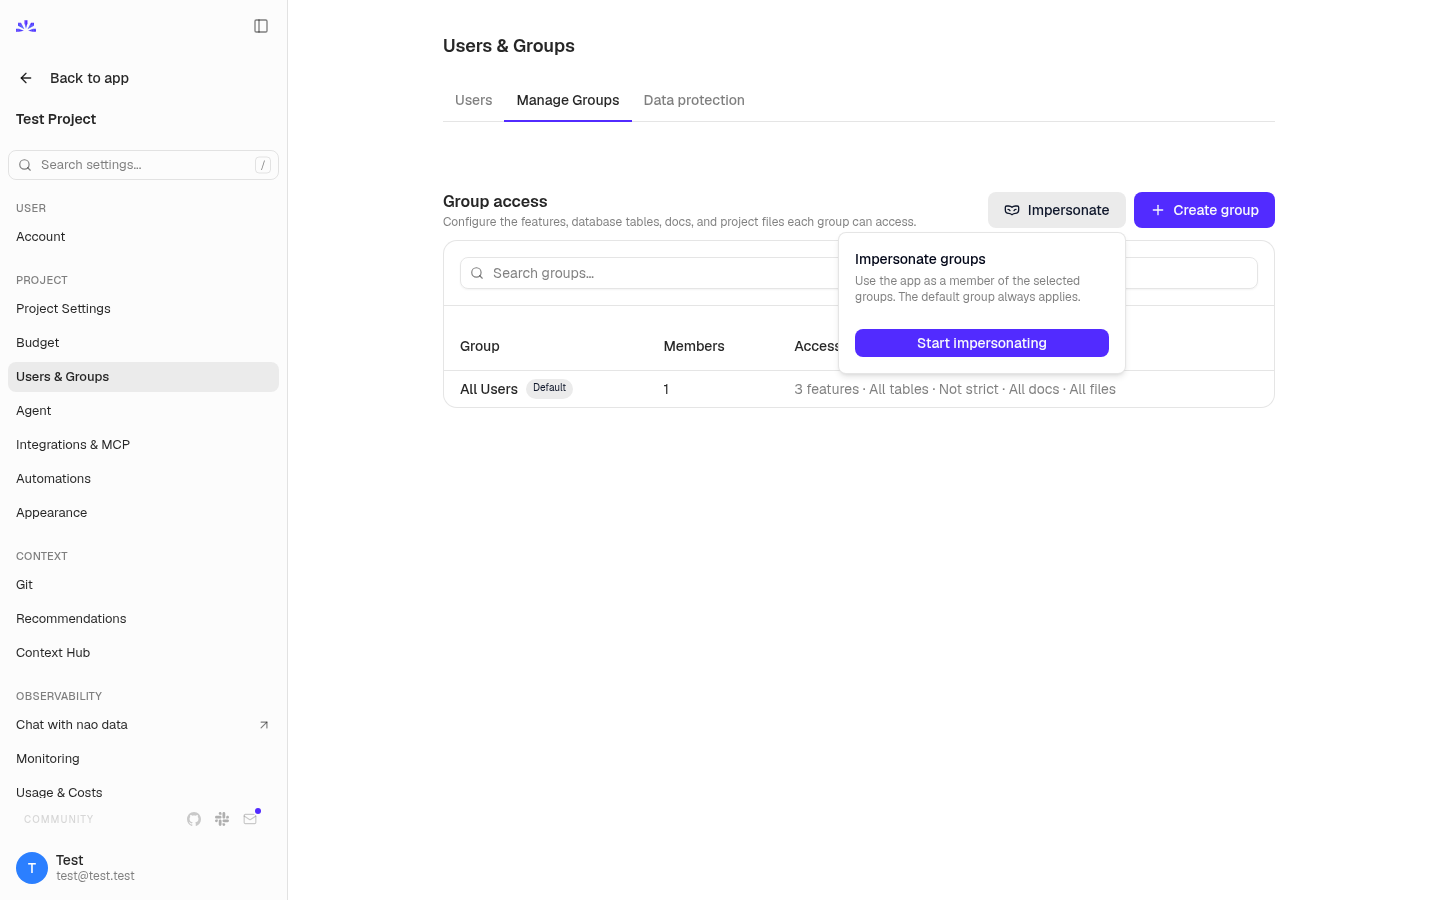 Back to app
Test Project
Search settings...
/
USER
Account
PROJECT
Project Settings
Budget
Users & Groups
Agent
Integrations & MCP
Automations
Appearance
CONTEXT
Git
Recommendations
Context Hub
OBSERVABILITY
Chat with nao data
Monitoring
Usage & Costs
COMMUNITY
T
Test
test@test.test
Users & Groups
Users
Manage Groups
Data protection
Group access
Configure the features, database tables, docs, and project files each group can access.
Impersonate
Create group
Search groups...
Impersonate groups
Use the app as a member of the selected
groups. The default group always applies.
Start impersonating
Group
Members
Access
All Users
Default
1
3 features · All tables · Not strict · All docs · All files